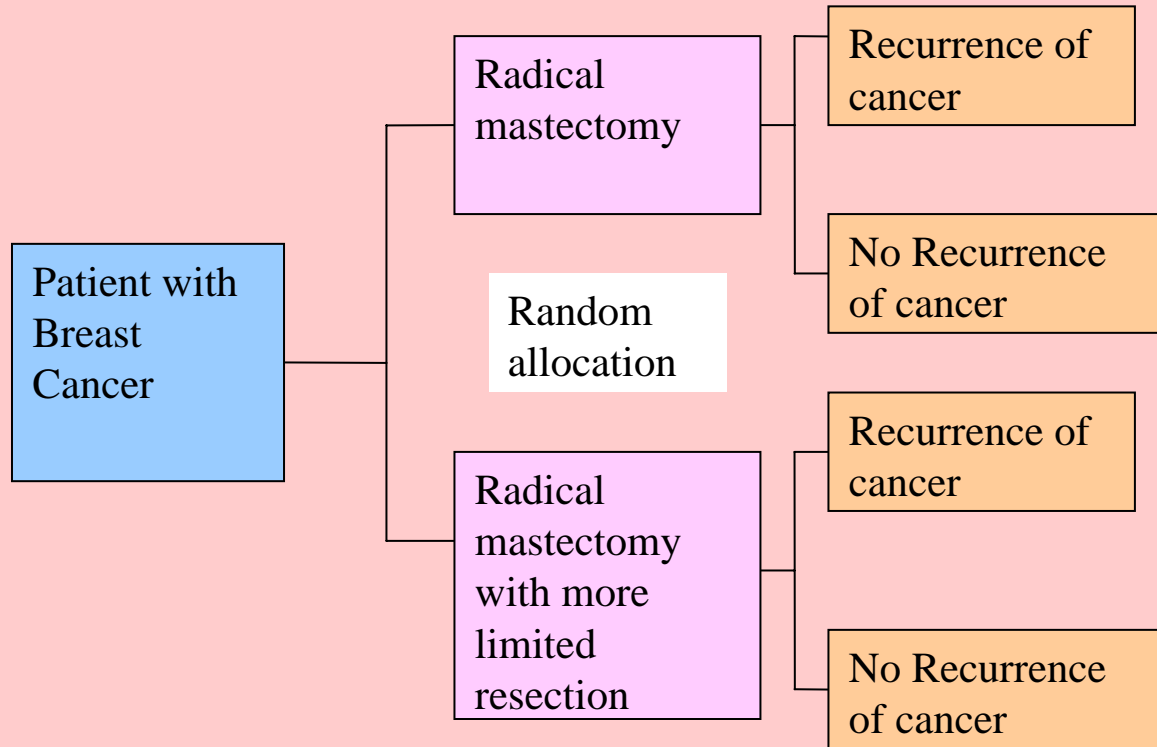 Patient with
Breast
Cancer
Radical
mastectomy
Random
allocation
Radical
mastectomy
with more
limited
resection
Recurrence of
cancer
No Recurrence
of cancer
Recurrence of
cancer
No Recurrence
of cancer